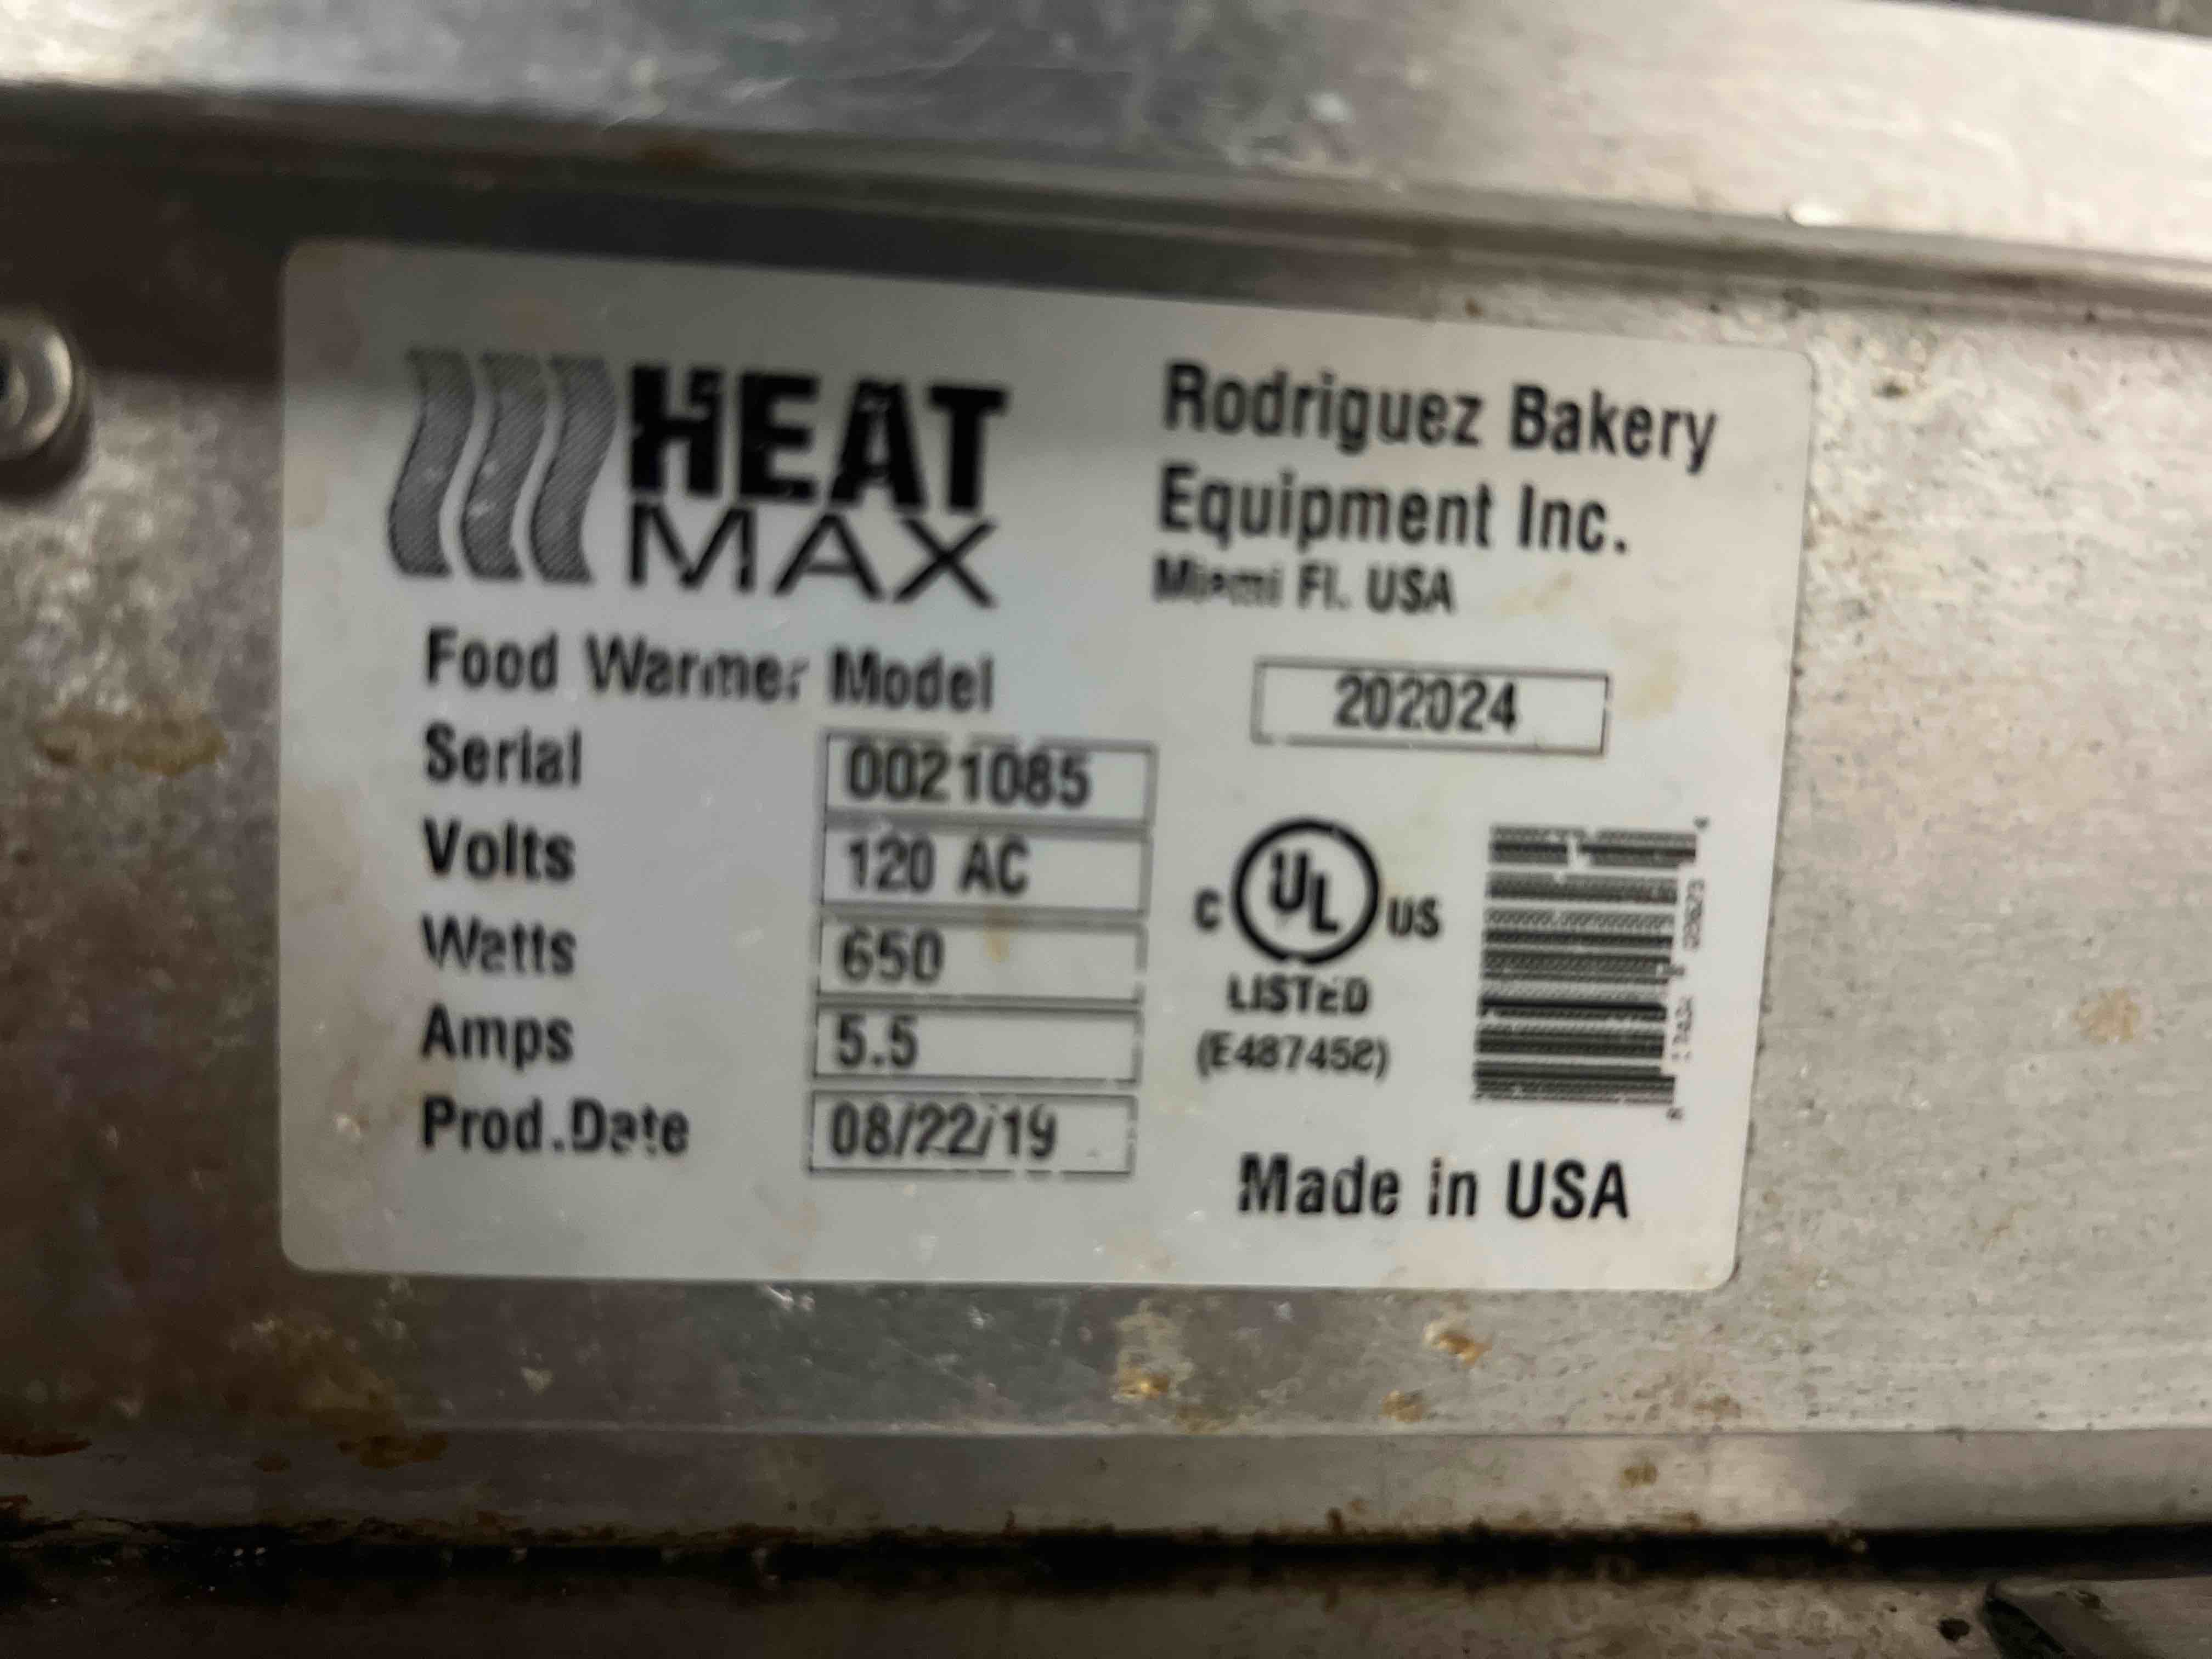 HEAT
MAX
Rodriguez Bakery
Equipment Inc.
Miami Fl. USA
Food Warmer Model 202024
Serial 0021085
Volts 120 AC
Watts 650
Amps 5.5
Prod.Date 08/22/19
C UL US
LISTED
(E487452)
Made in USA